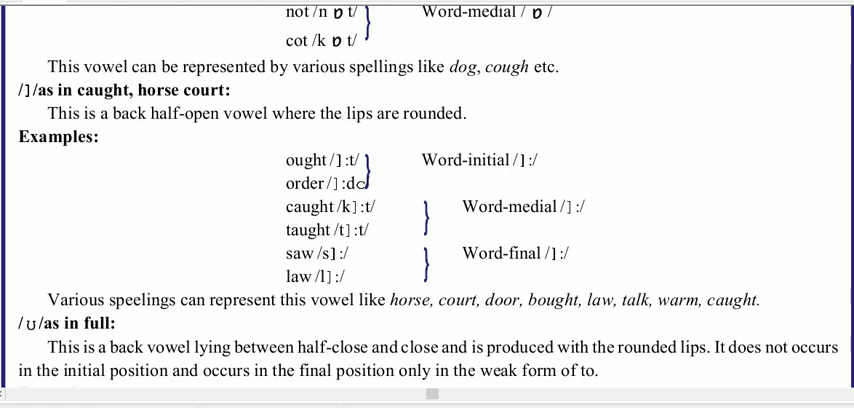 not /n ɒ t/ Word-medial / ɒ /
cot /k ɒ t/
This vowel can be represented by various spellings like dog, cough etc.
/]/as in caught, horse court:
This is a back half-open vowel where the lips are rounded.
Examples:
ought /]:t/ Word-initial /]:/
order /]:də/
caught /k]:t/ Word-medial /]:/
taught /t]:t/
saw /s]:/ Word-final /]:/
law /l]:/
Various speelings can represent this vowel like horse, court, door, bought, law, talk, warm, caught.
/ʊ/as in full:
This is a back vowel lying between half-close and close and is produced with the rounded lips. It does not occurs
in the initial position and occurs in the final position only in the weak form of to.